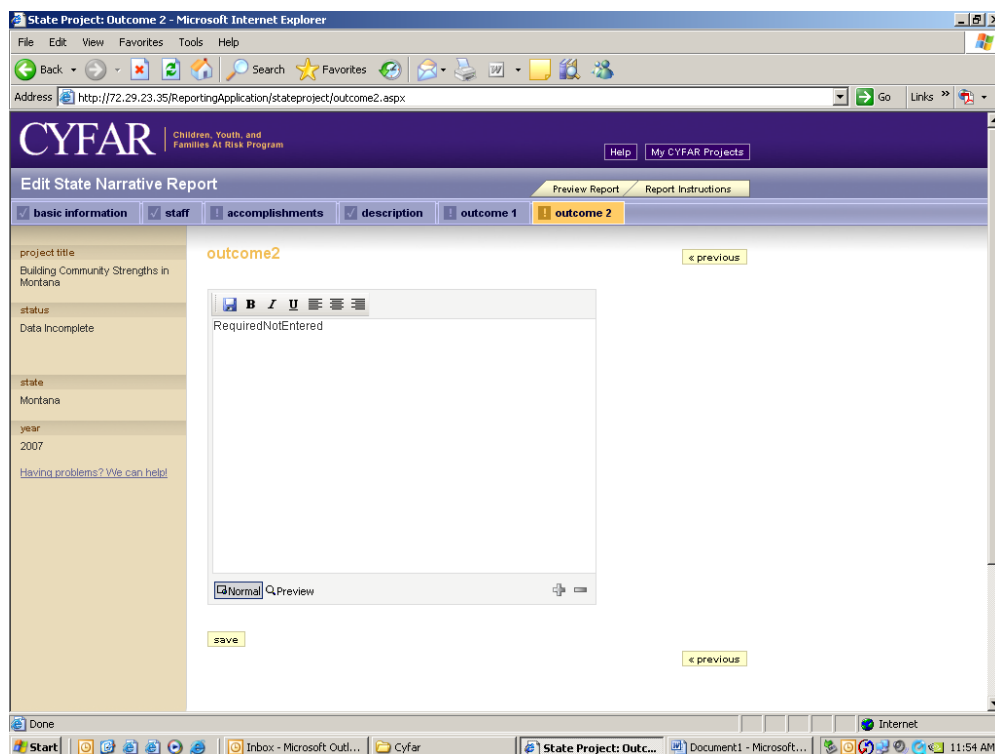 State Project: Outcome 2 - Microsoft Internet Explorer
File Edit View Favorites Tools Help
Back Search Favorites
Address http://72.29.23.35/ReportingApplication/stateproject/outcome2.aspx Go Links »
CYFAR Children, Youth, and
Families At Risk Program
Help My CYFAR Projects
Edit State Narrative Report
Preview Report Report Instructions
basic information staff ! accomplishments description ! outcome 1 ! outcome 2
project title
Building Community Strengths in
Montana
status
Data Incomplete
state
Montana
year
2007
Having problems? We can help!
outcome2
« previous
B I U
RequiredNotEntered
Normal Preview
save
« previous
Done Internet
Start Inbox - Microsoft Outl... Cyfar State Project: Outc... Document1 - Microsoft... 11:54 AM